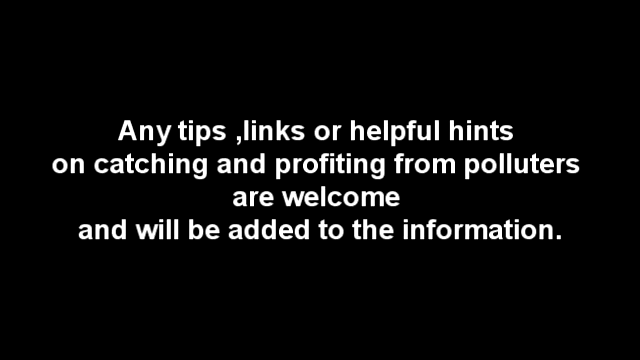 Any tips ,links or helpful hints
on catching and profiting from polluters
are welcome
and will be added to the information.